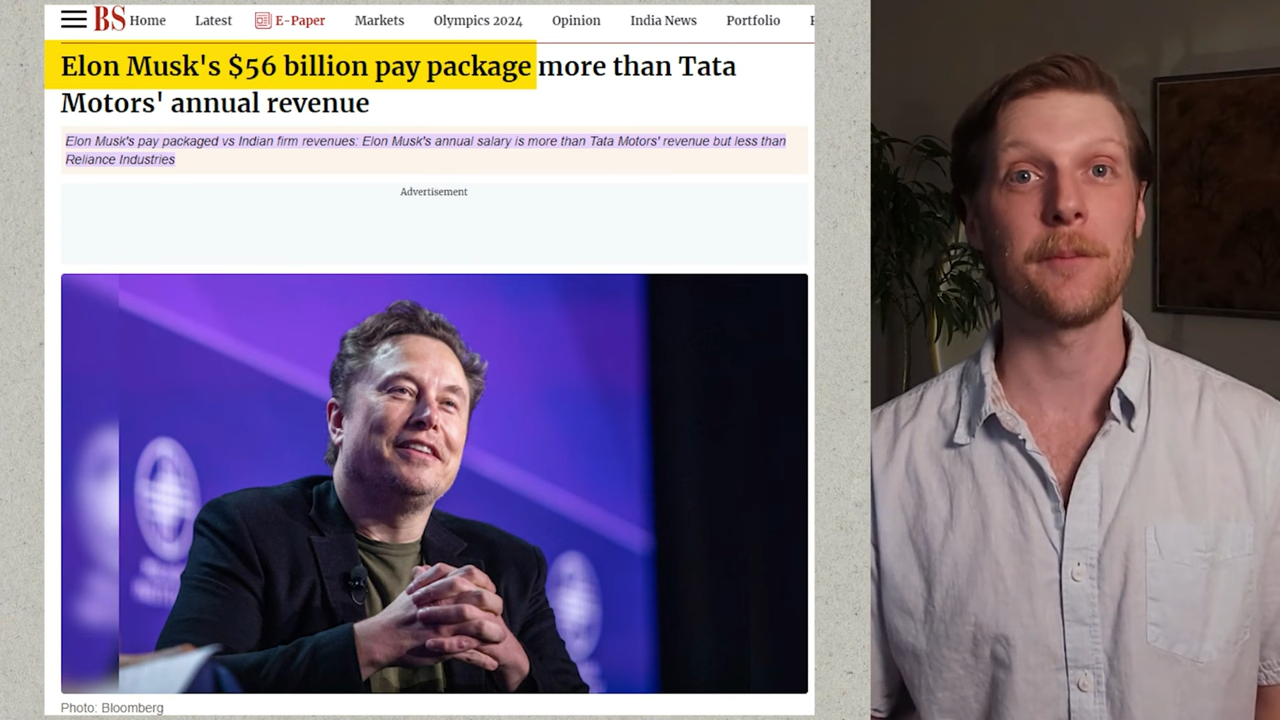 BS Home Latest E-Paper Markets Olympics 2024 Opinion India News Portfolio
Elon Musk's $56 billion pay package more than Tata
Motors' annual revenue
Elon Musk's pay packaged vs Indian firm revenues: Elon Musk's annual salary is more than Tata Motors' revenue but less than
Reliance Industries
Advertisement
Photo: Bloomberg